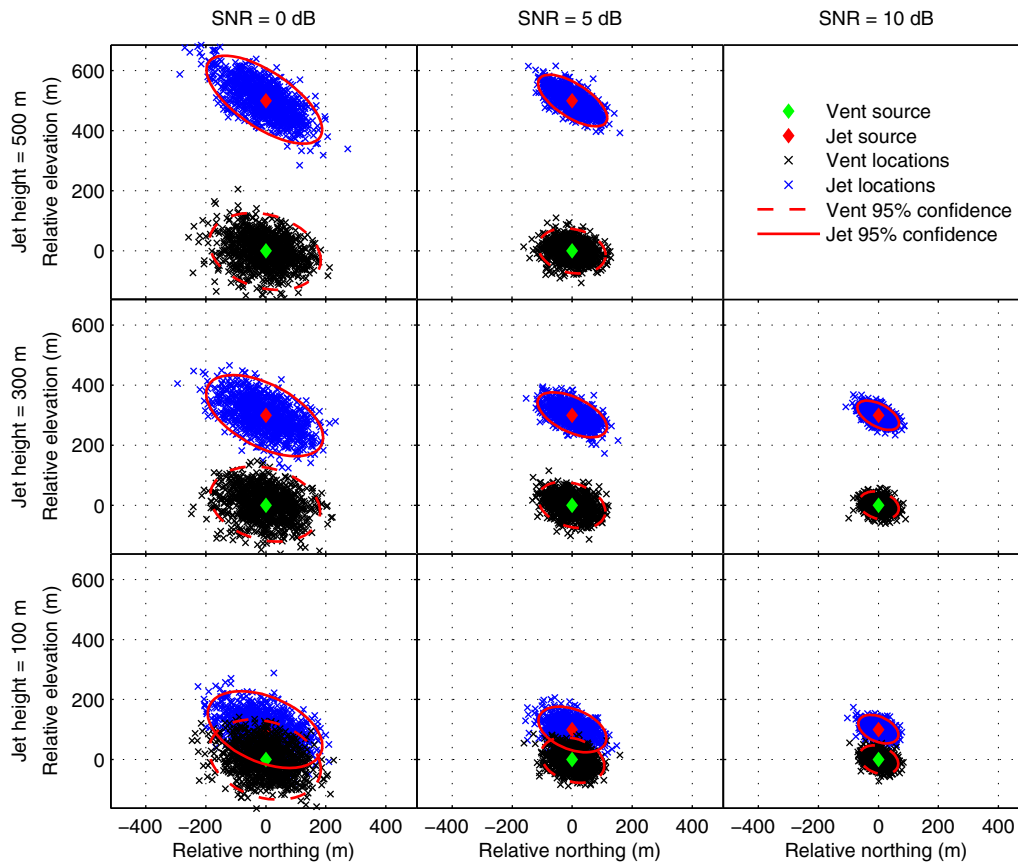 SNR = 0 dB
SNR = 5 dB
SNR = 10 dB
Jet height = 500 m
Relative elevation (m)
600
400
200
0
Vent source
Jet source
Vent locations
Jet locations
Vent 95% confidence
Jet 95% confidence
Jet height = 300 m
Relative elevation (m)
600
400
200
0
Jet height = 100 m
Relative elevation (m)
600
400
200
0
−400 −200 0 200 400
−400 −200 0 200 400
−400 −200 0 200 400
Relative northing (m)
Relative northing (m)
Relative northing (m)